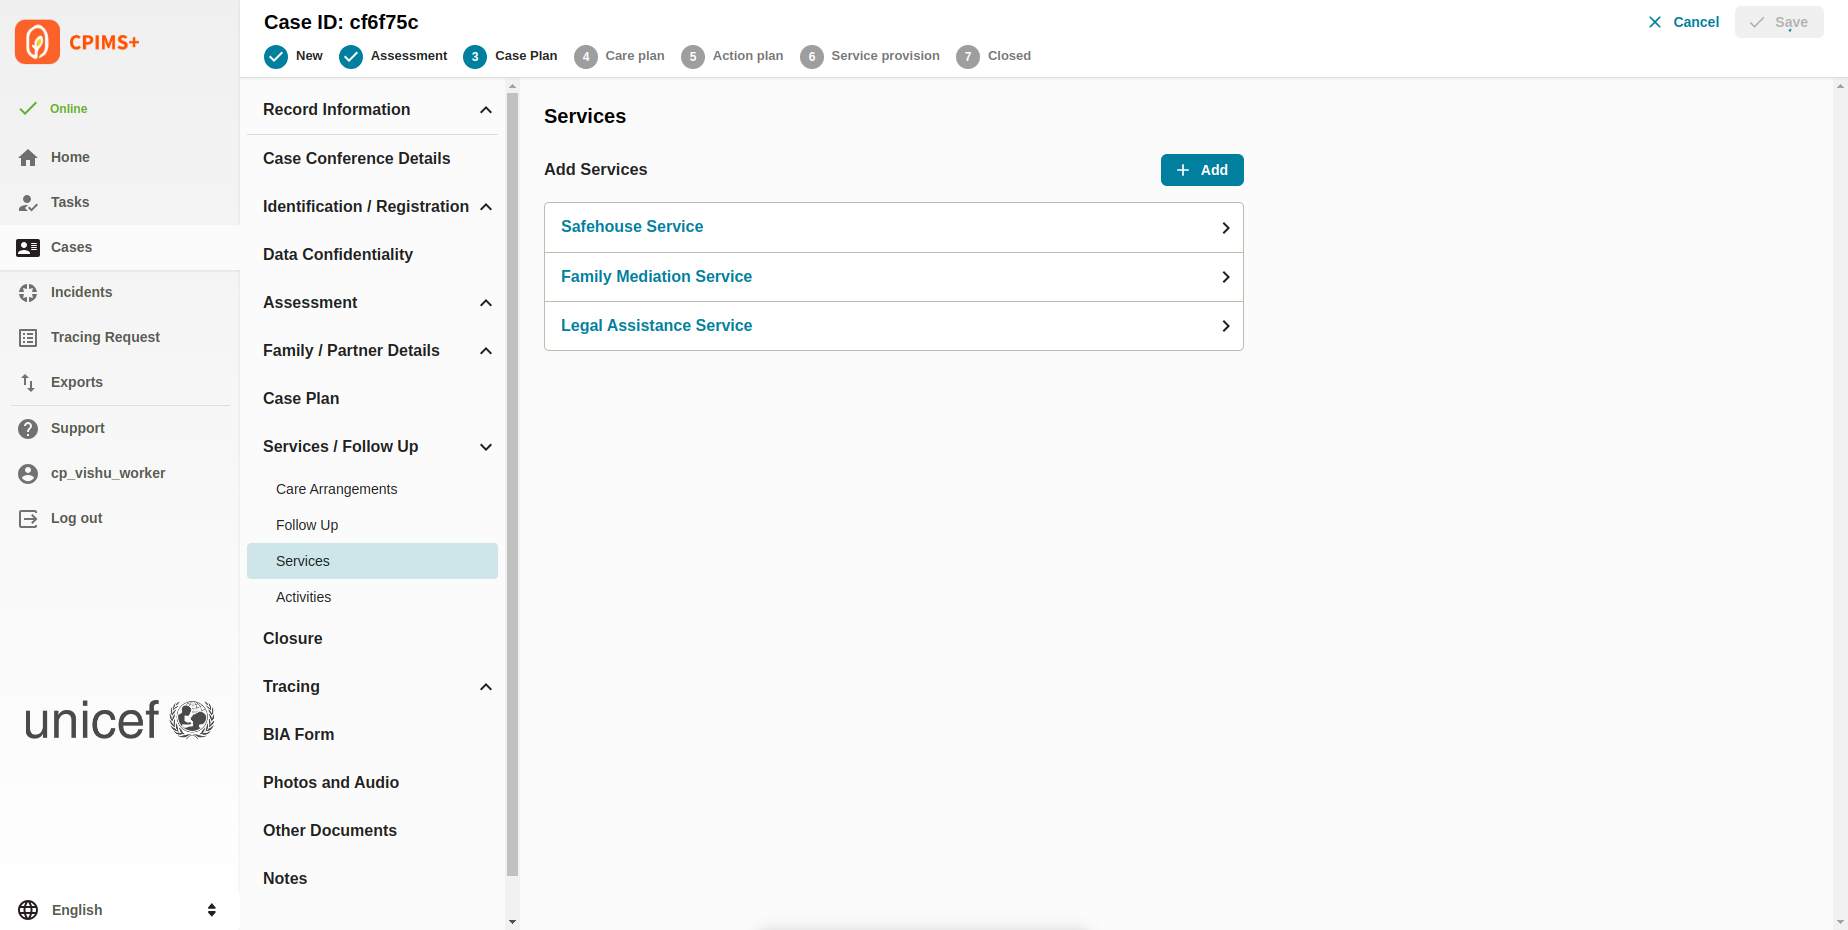 CPIMS+
Online
Home
Tasks
Cases
Incidents
Tracing Request
Exports
Support
cp_vishu_worker
Log out
unicef
English
Case ID: cf6f75c
Cancel
Save
New
Assessment
3 Case Plan
4 Care plan
5 Action plan
6 Service provision
7 Closed
Record Information
Case Conference Details
Identification / Registration
Data Confidentiality
Assessment
Family / Partner Details
Case Plan
Services / Follow Up
Care Arrangements
Follow Up
Services
Activities
Closure
Tracing
BIA Form
Photos and Audio
Other Documents
Notes
Services
Add Services
+ Add
Safehouse Service
Family Mediation Service
Legal Assistance Service